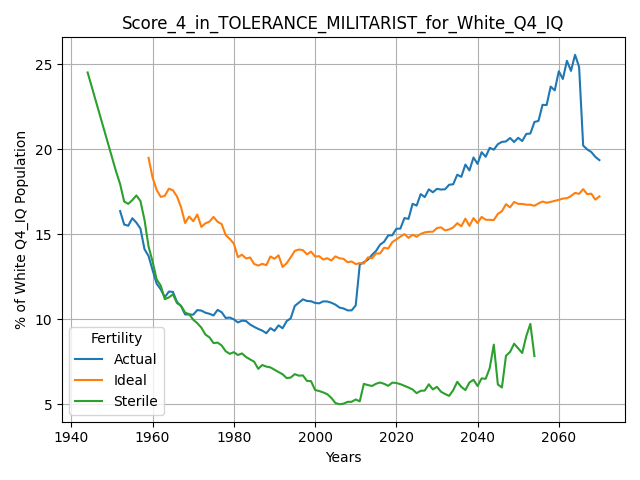 Score_4_in_TOLERANCE_MILITARIST_for_White_Q4_IQ
% of White Q4_IQ Population
25
20
15
10
5
Fertility
Actual
Ideal
Sterile
1940 1960 1980 2000 2020 2040 2060
Years